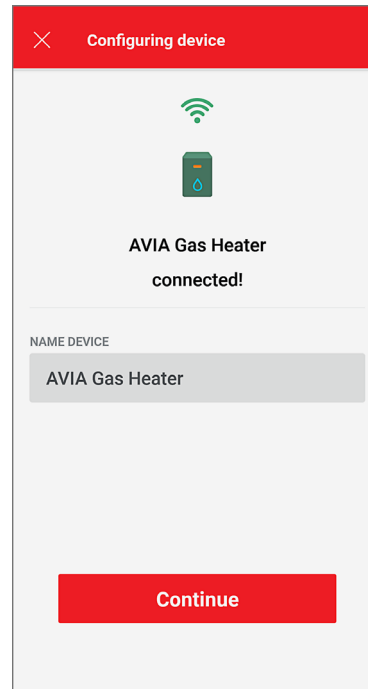 Configuring device
AVIA Gas Heater
connected!
NAME DEVICE
AVIA Gas Heater
Continue